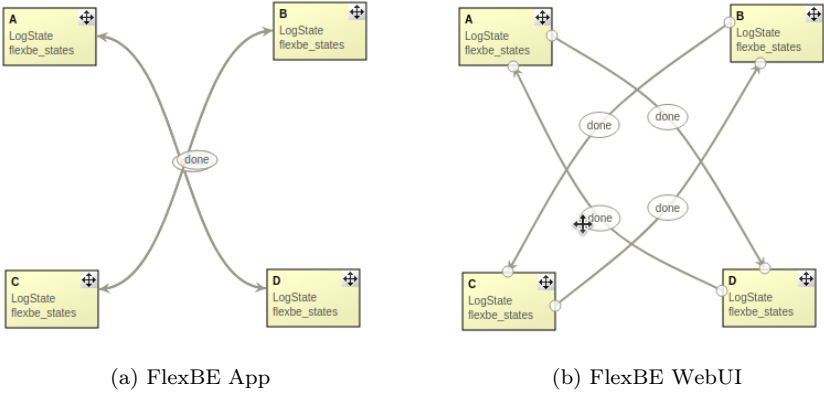 A
LogState
flexbe_states
B
LogState
flexbe_states
done
C
LogState
flexbe_states
D
LogState
flexbe_states
(a) FlexBE App
A
LogState
flexbe_states
B
LogState
flexbe_states
done
done
done
done
C
LogState
flexbe_states
D
LogState
flexbe_states
(b) FlexBE WebUI